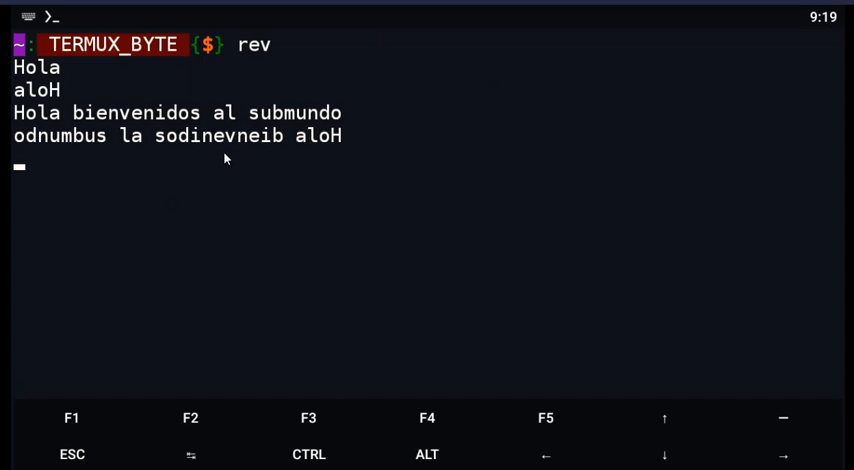 9:19
~: TERMUX_BYTE {$} rev
Hola
aloH
Hola bienvenidos al submundo
odnumbus la sodinevneib aloH
F1 F2 F3 F4 F5 ↑ —
ESC ↹ CTRL ALT ← ↓ →